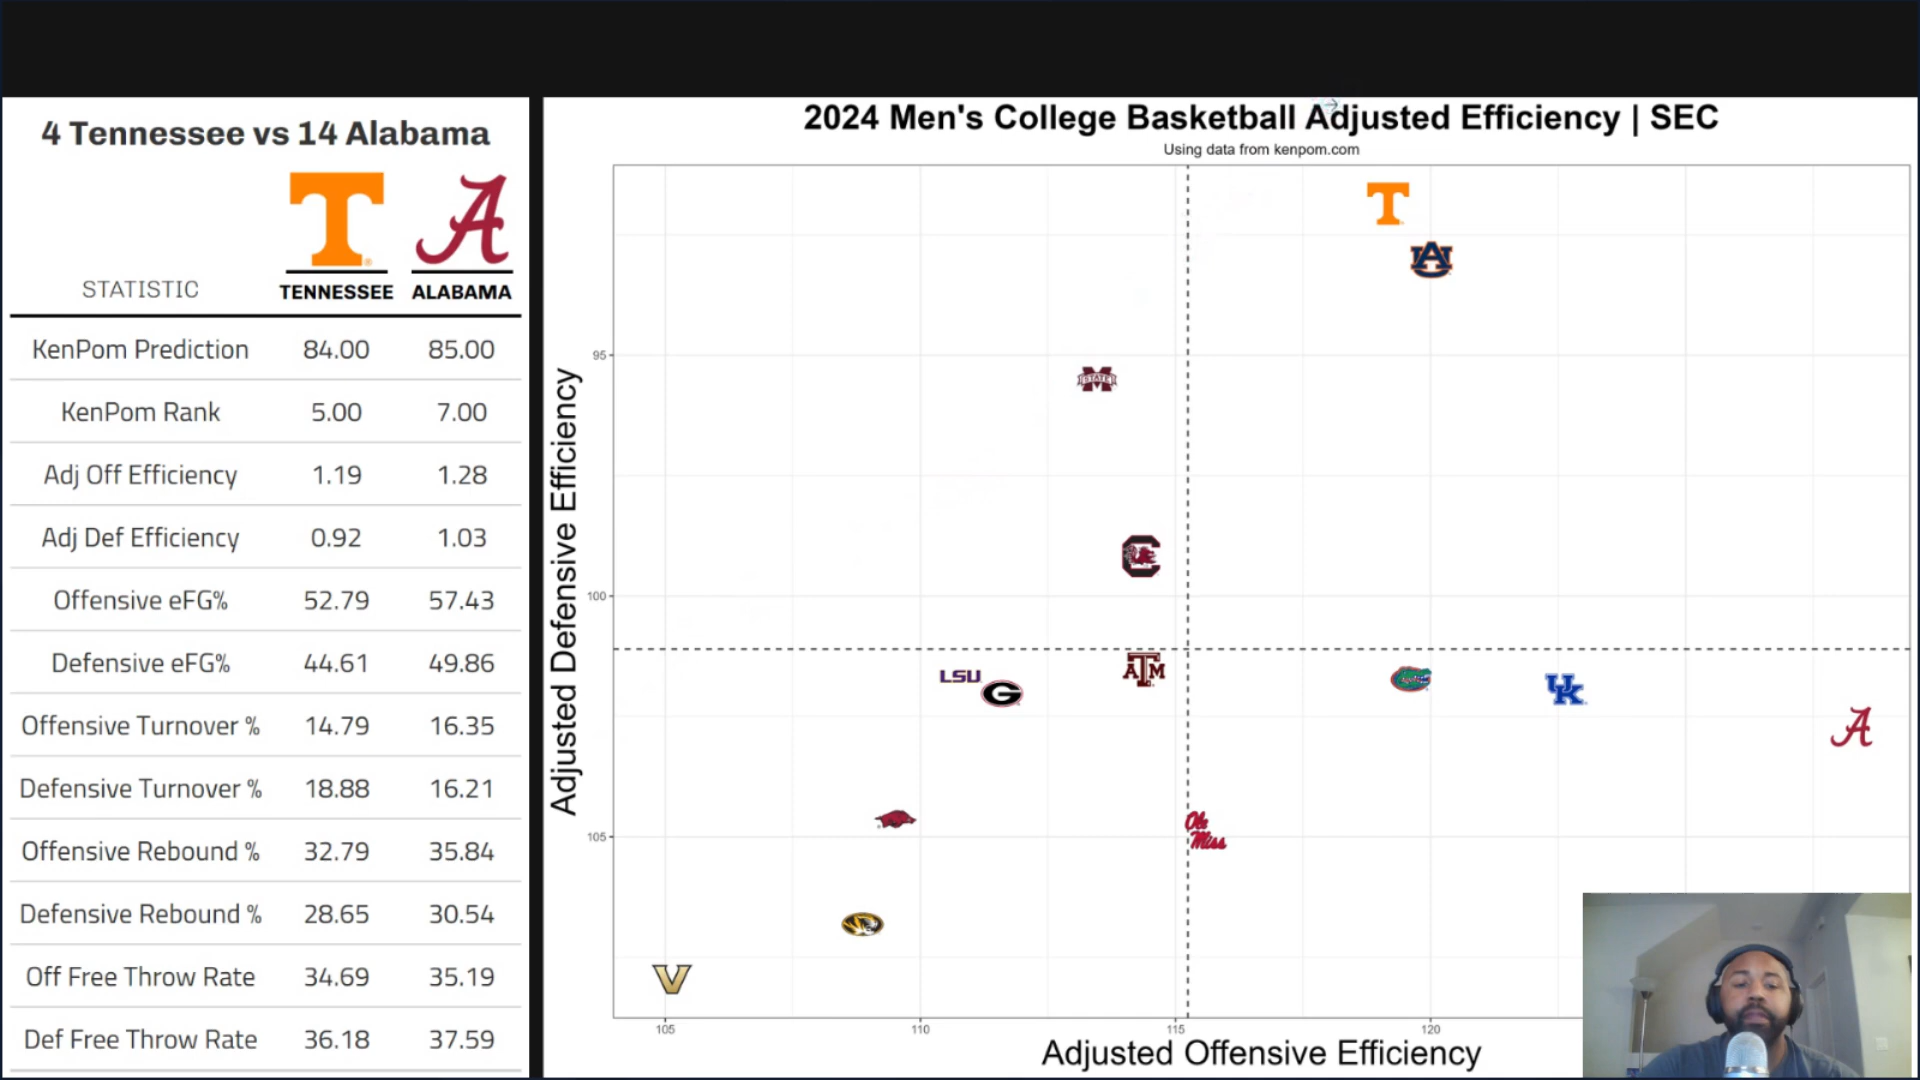 4 Tennessee vs 14 Alabama
T A
STATISTIC TENNESSEE ALABAMA
KenPom Prediction 84.00 85.00
KenPom Rank 5.00 7.00
Adj Off Efficiency 1.19 1.28
Adj Def Efficiency 0.92 1.03
Offensive eFG% 52.79 57.43
Defensive eFG% 44.61 49.86
Offensive Turnover % 14.79 16.35
Defensive Turnover % 18.88 16.21
Offensive Rebound % 32.79 35.84
Defensive Rebound % 28.65 30.54
Off Free Throw Rate 34.69 35.19
Def Free Throw Rate 36.18 37.59
2024 Men's College Basketball Adjusted Efficiency | SEC
Using data from kenpom.com
Adjusted Defensive Efficiency
T
AU
95
M STATE
C
100
LSU
G
ATM
Gators
UK
A
105
Ole
Miss
V
105 110 115 120
Adjusted Offensive Efficiency